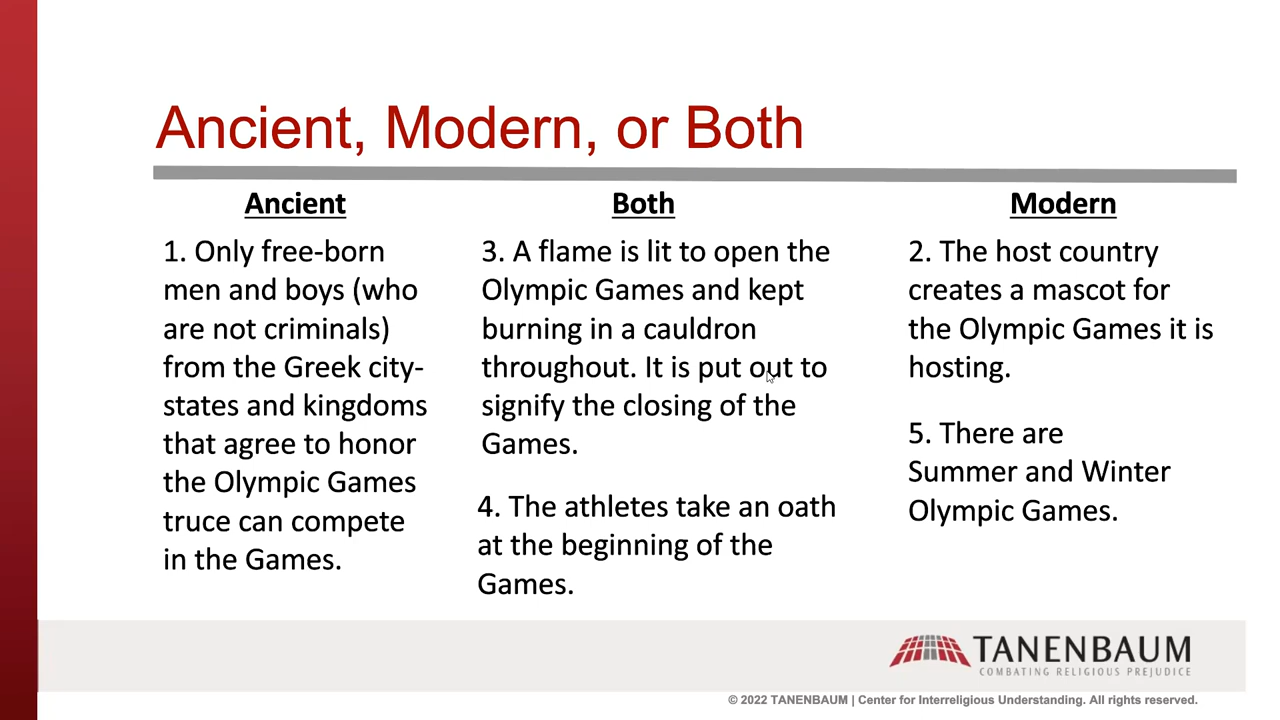 Ancient, Modern, or Both
Ancient
1. Only free-born
men and boys (who
are not criminals)
from the Greek city-
states and kingdoms
that agree to honor
the Olympic Games
truce can compete
in the Games.
Both
3. A flame is lit to open the
Olympic Games and kept
burning in a cauldron
throughout. It is put out to
signify the closing of the
Games.
4. The athletes take an oath
at the beginning of the
Games.
Modern
2. The host country
creates a mascot for
the Olympic Games it is
hosting.
5. There are
Summer and Winter
Olympic Games.
TANENBAUM
COMBATING RELIGIOUS PREJUDICE
© 2022 TANENBAUM | Center for Interreligious Understanding. All rights reserved.